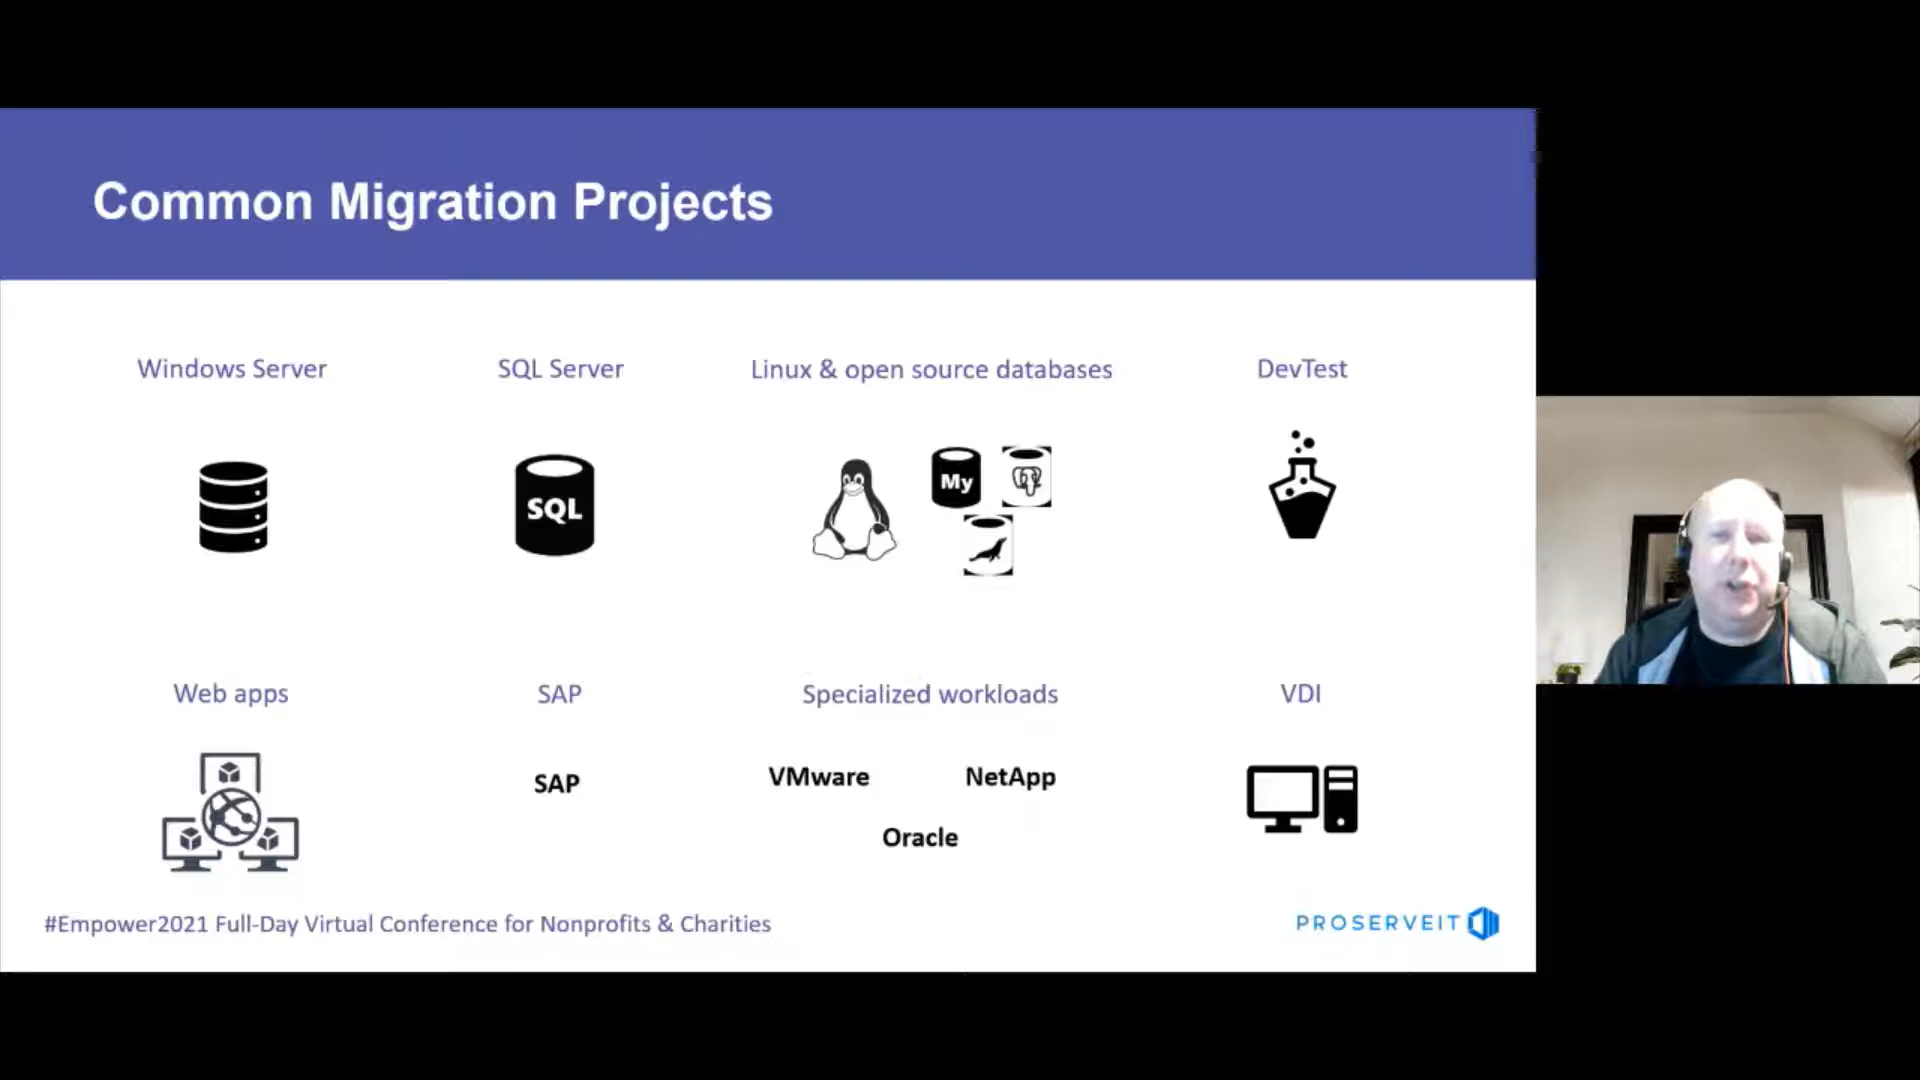 Common Migration Projects
Windows Server
SQL Server
Linux & open source databases
DevTest
SQL
My
Web apps
SAP
Specialized workloads
VDI
SAP
VMware
NetApp
Oracle
#Empower2021 Full-Day Virtual Conference for Nonprofits & Charities
PROSERVEIT